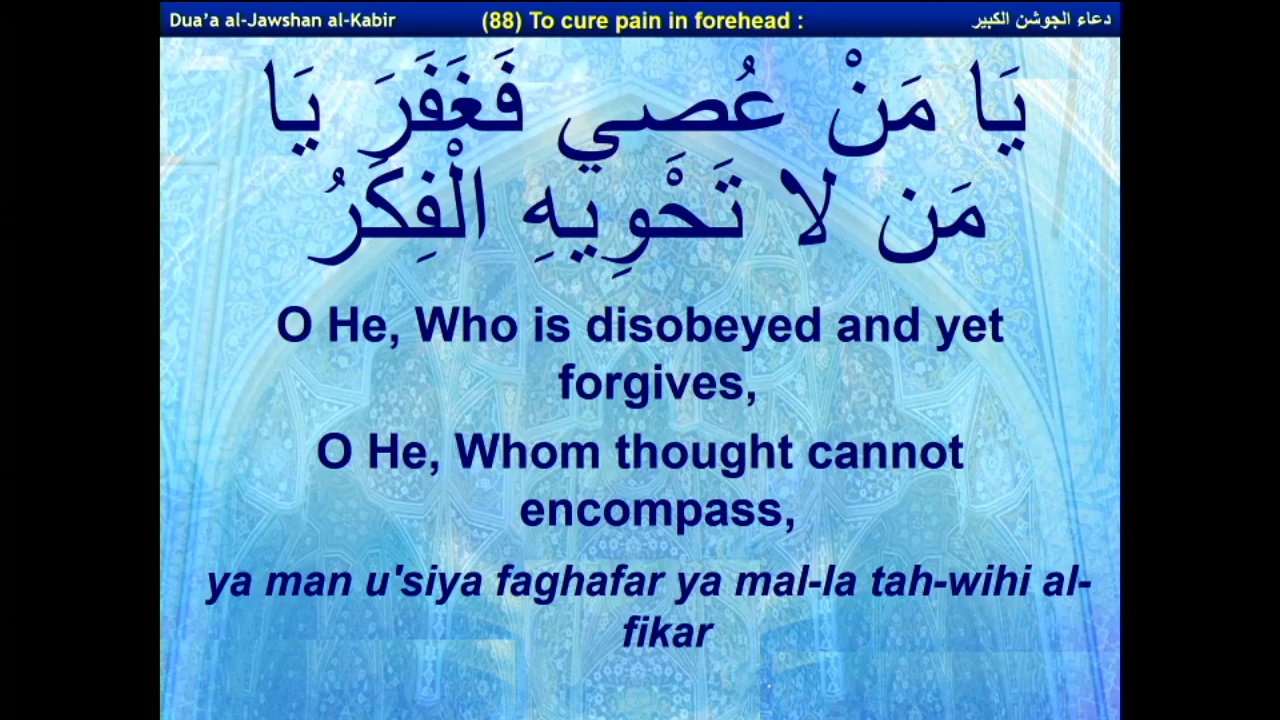 Dua’a al-Jawshan al-Kabir (88) To cure pain in forehead : دعاء الجوشن الكبير
يَا مَنْ عُصِي فَغَفَرَ يَا
مَن لا تَحْوِيهِ الْفِكَرُ
O He, Who is disobeyed and yet
forgives,
O He, Whom thought cannot
encompass,
ya man u'siya faghafar ya mal-la tah-wihi al-
fikar